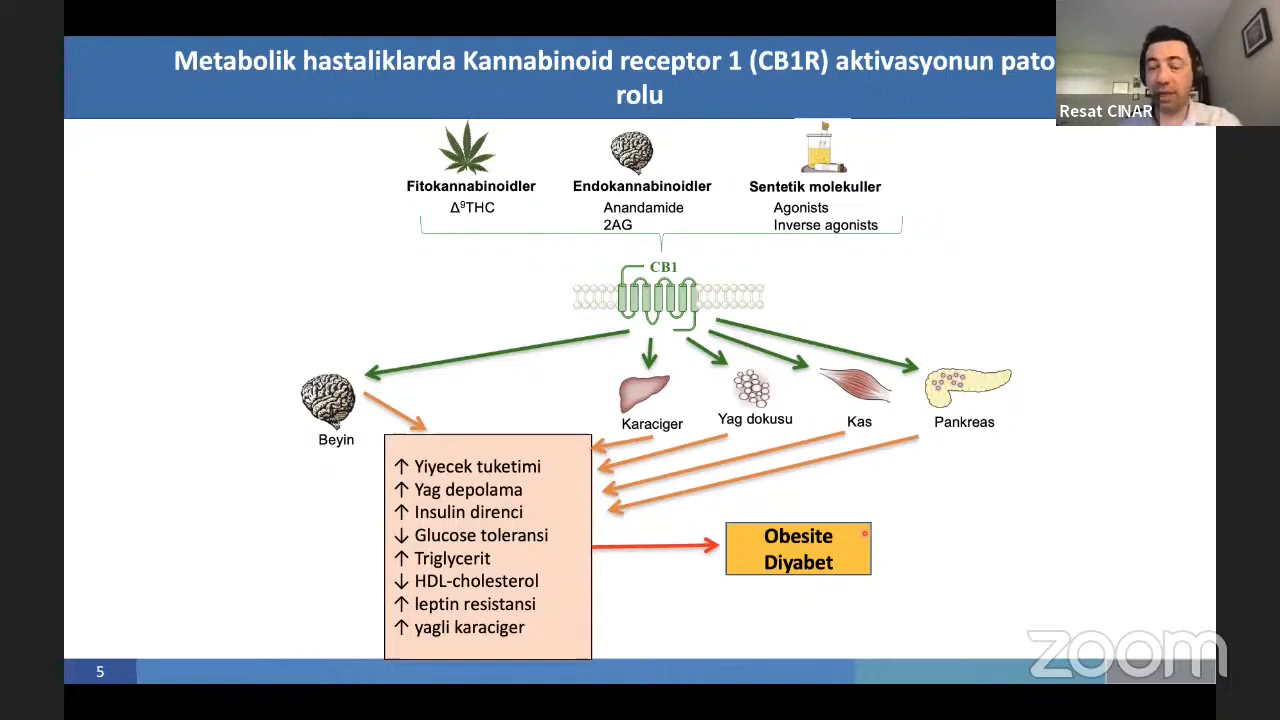 Metabolik hastaliklarda Kannabinoid receptor 1 (CB1R) aktivasyonun pato
rolu
Resat CINAR
Fitokannabinoidler
Δ⁹THC
Endokannabinoidler
Anandamide
2AG
Sentetik molekuller
Agonists
Inverse agonists
CB1
Beyin
Karaciger
Yag dokusu
Kas
Pankreas
↑ Yiyecek tuketimi
↑ Yag depolama
↑ Insulin direnci
↓ Glucose toleransi
↑ Triglycerit
↓ HDL-cholesterol
↑ leptin resistansi
↑ yagli karaciger
Obesite
Diyabet
zoom
5